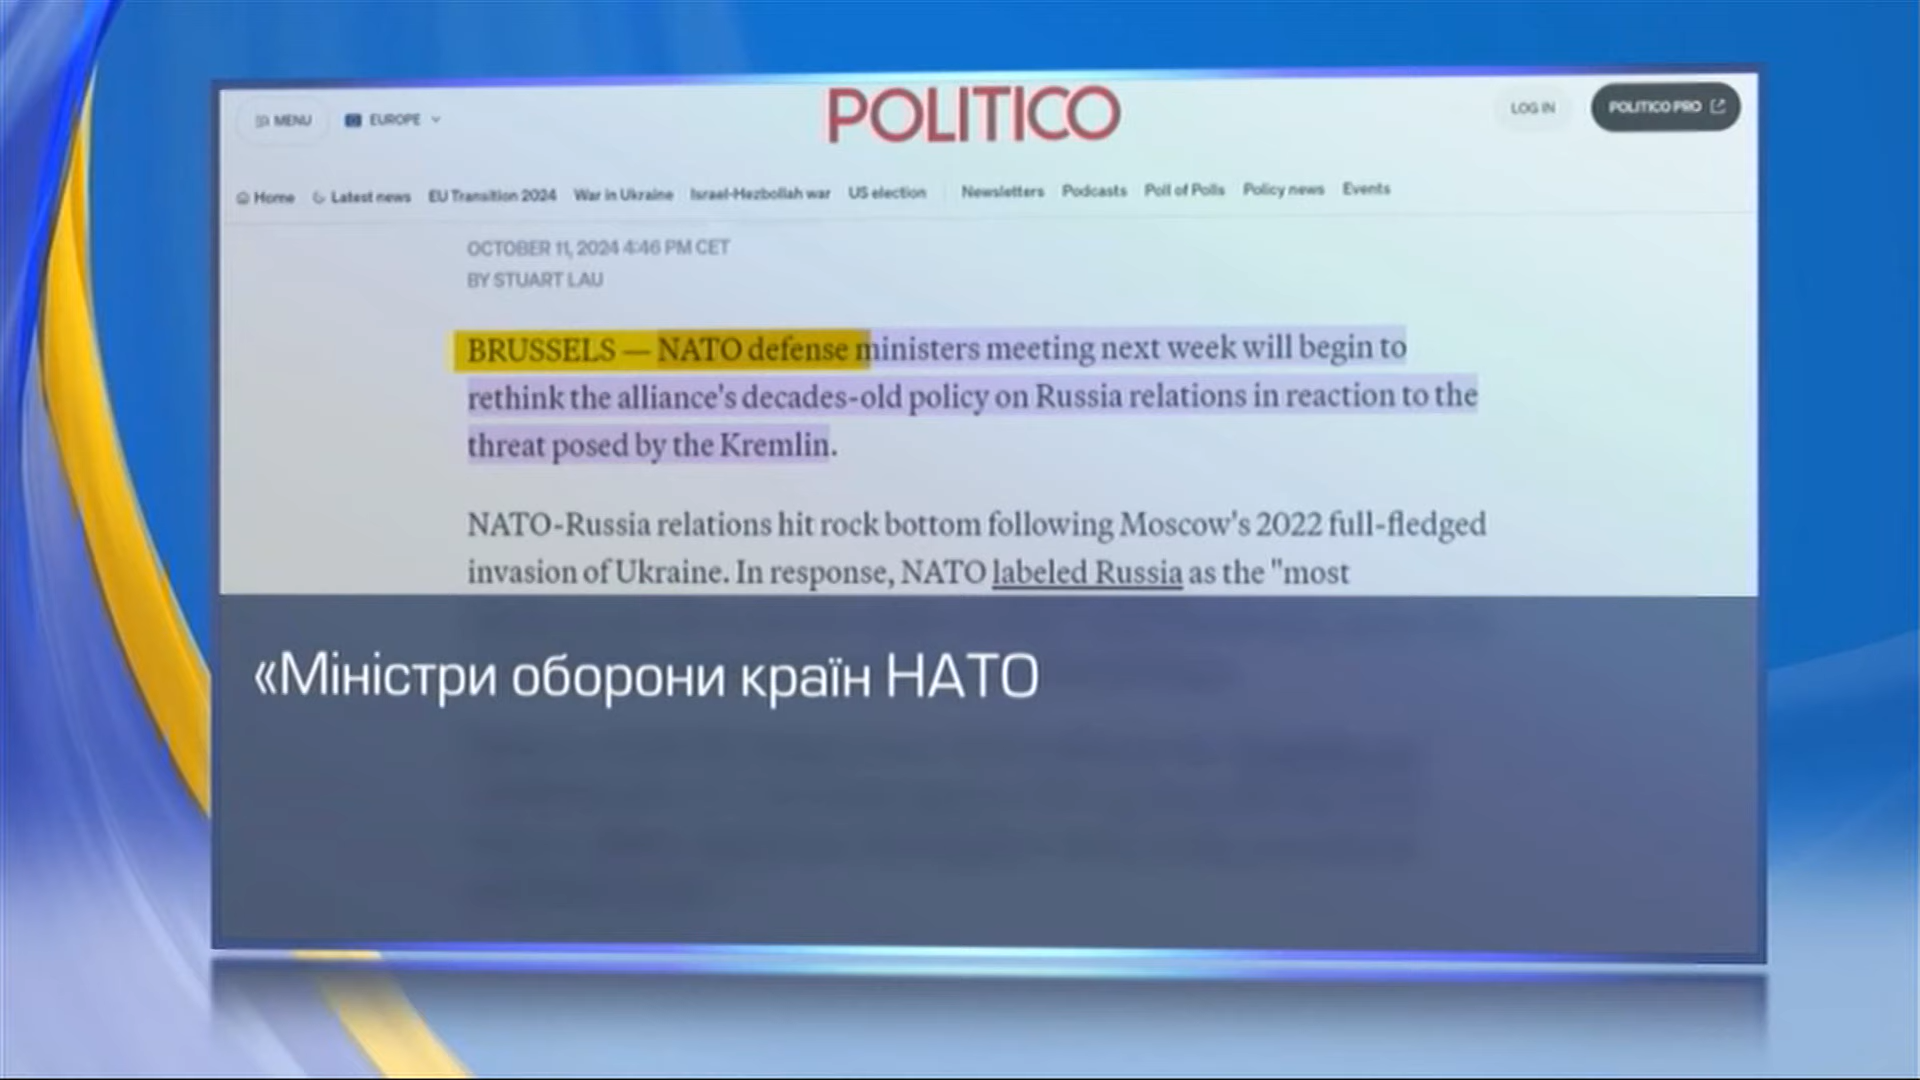 POLITICO
MENU
EUROPE
LOG IN
POLITICO PRO
Home
Latest news
EU Transition 2024
War in Ukraine
Israel-Hezbollah war
US election
Newsletters
Podcasts
Poll of Polls
Policy news
Events
OCTOBER 11, 2024 4:46 PM CET
BY STUART LAU
BRUSSELS — NATO defense ministers meeting next week will begin to
rethink the alliance's decades-old policy on Russia relations in reaction to the
threat posed by the Kremlin.
NATO-Russia relations hit rock bottom following Moscow's 2022 full-fledged
invasion of Ukraine. In response, NATO labeled Russia as the "most
«Міністри оборони країн НАТО